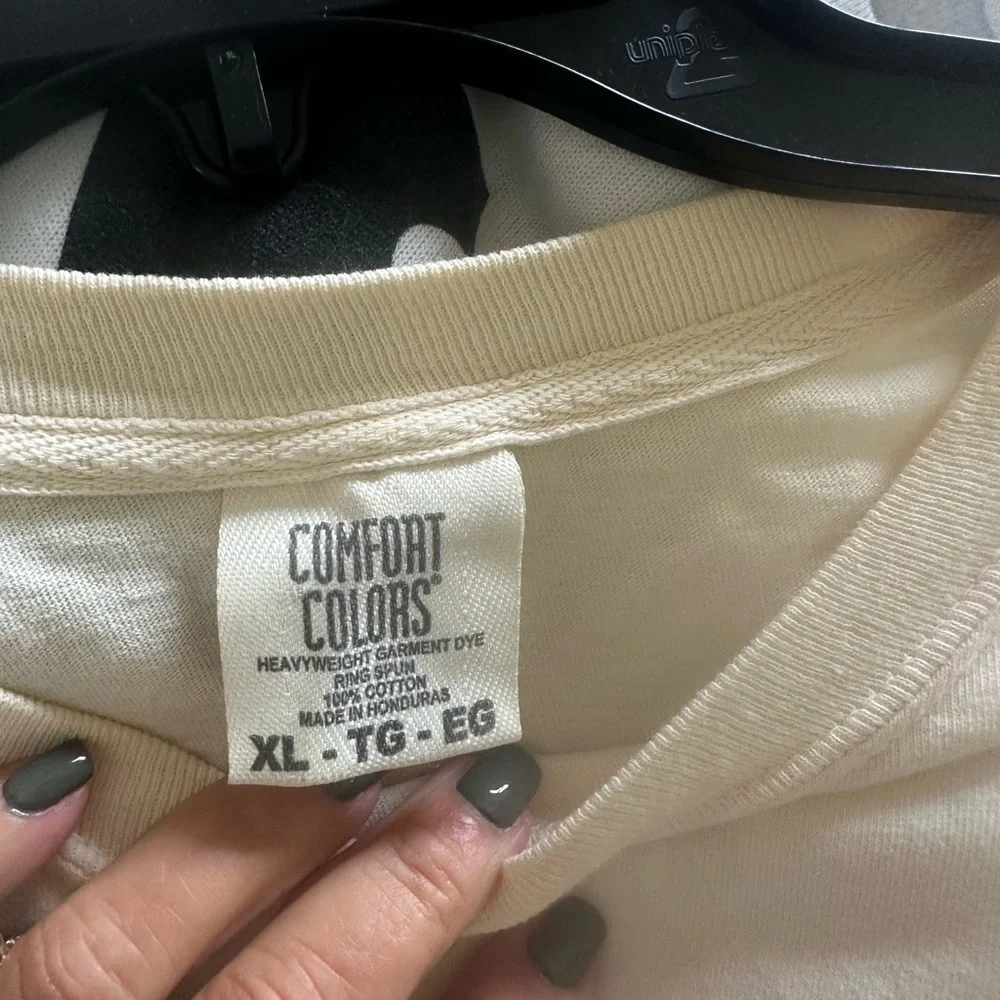 COMFORT
COLORS®
HEAVYWEIGHT GARMENT DYE
RING SPUN
100% COTTON
MADE IN HONDURAS
XL - TG - EG